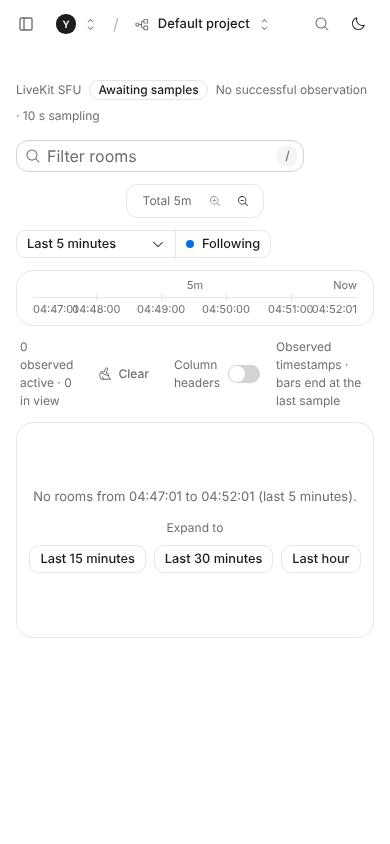 Y / Default project
LiveKit SFU Awaiting samples No successful observation
· 10 s sampling
Filter rooms /
Total 5m
Last 5 minutes Following
5m Now
04:47:01 04:48:00 04:49:00 04:50:00 04:51:00 04:52:01
0
observed
active · 0
in view
Clear
Column
headers
Observed
timestamps ·
bars end at the
last sample
No rooms from 04:47:01 to 04:52:01 (last 5 minutes).
Expand to
Last 15 minutes Last 30 minutes Last hour